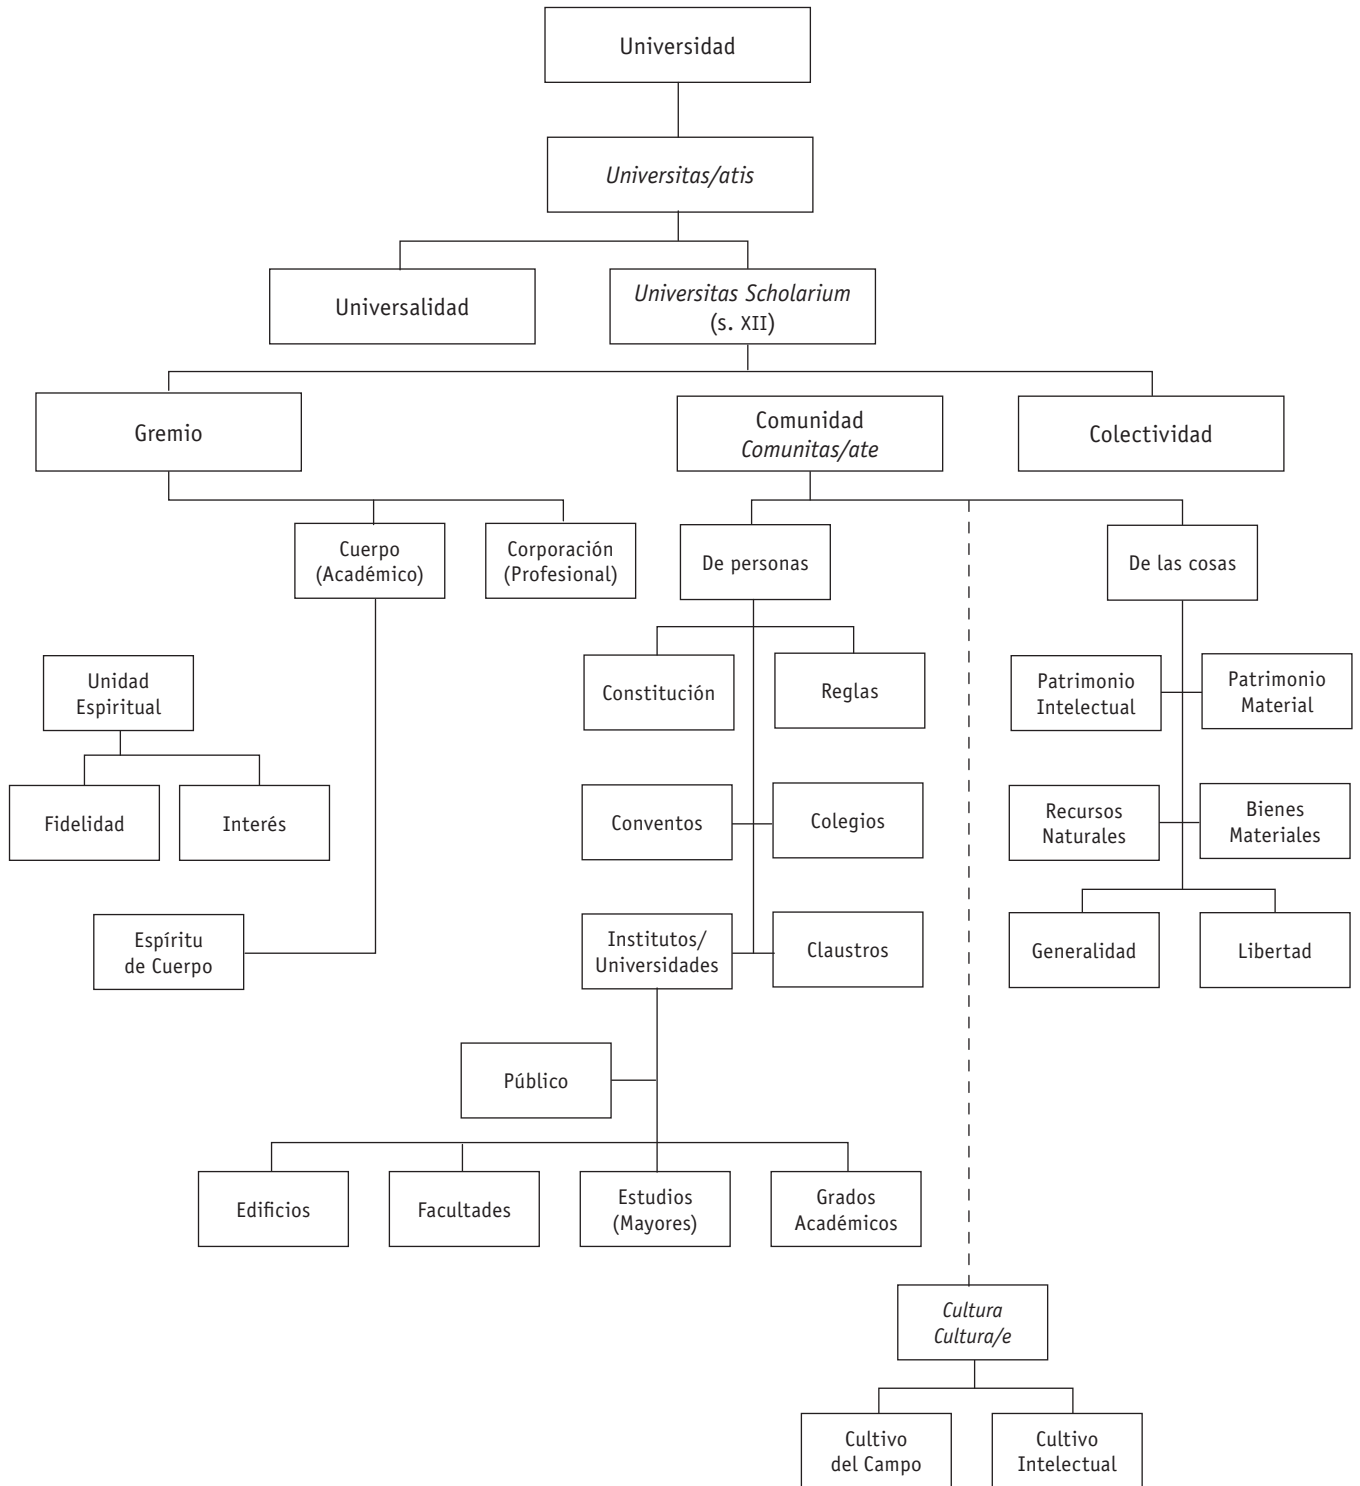 Universidad
Universitas/atis
Universalidad
Universitas Scholarium
(s. XII)
Gremio
Comunidad
Comunitas/ate
Colectividad
Cuerpo
(Académico)
Corporación
(Profesional)
De personas
De las cosas
Unidad
Espiritual
Constitución
Reglas
Patrimonio
Intelectual
Patrimonio
Material
Fidelidad
Interés
Conventos
Colegios
Recursos
Naturales
Bienes
Materiales
Espíritu
de Cuerpo
Institutos/
Universidades
Claustros
Generalidad
Libertad
Público
Edificios
Facultades
Estudios
(Mayores)
Grados
Académicos
Cultura
Cultura/e
Cultivo
del Campo
Cultivo
Intelectual